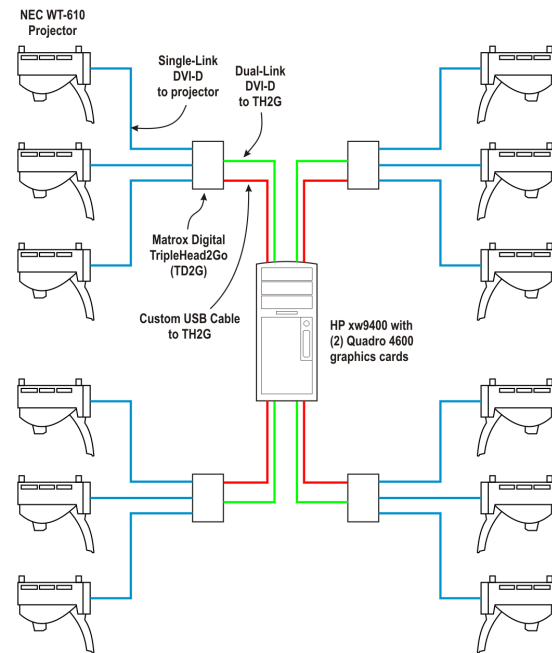 NEC WT-610
Projector
Single-Link
DVI-D
to projector
Dual-Link
DVI-D
to TH2G
Matrox Digital
TripleHead2Go
(TD2G)
Custom USB Cable
to TH2G
HP xw9400 with
(2) Quadro 4600
graphics cards